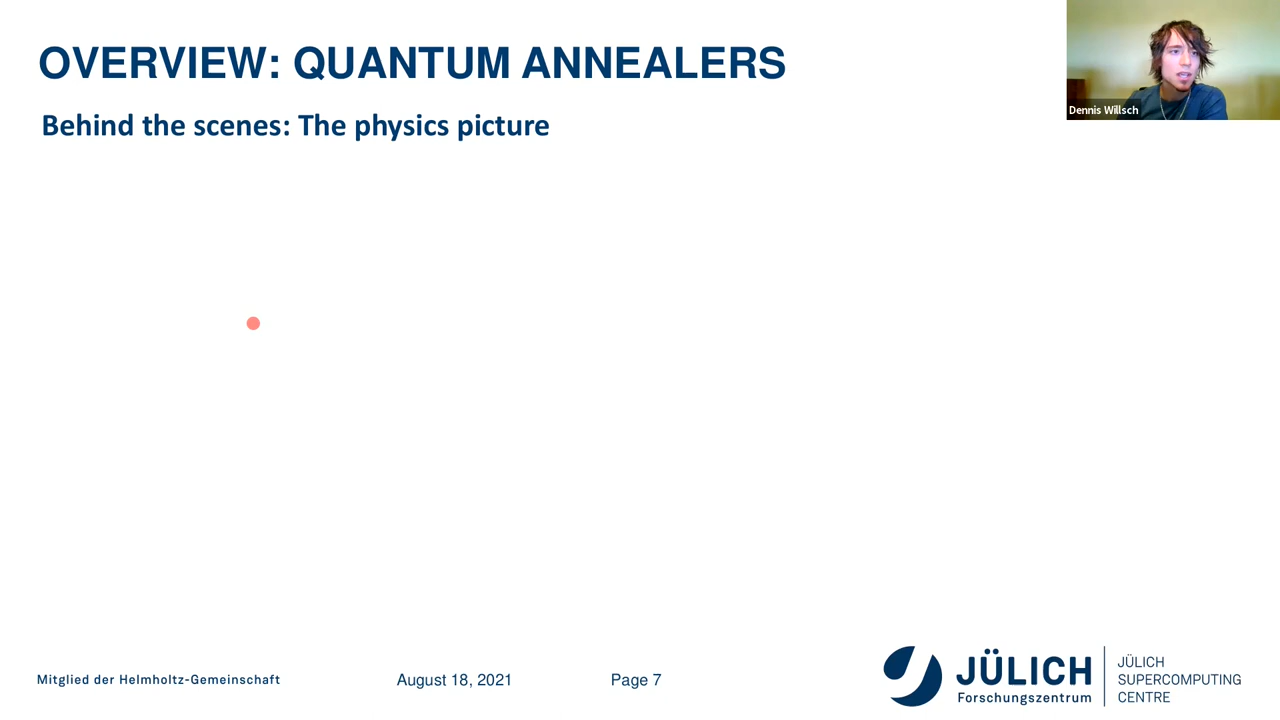 OVERVIEW: QUANTUM ANNEALERS
Behind the scenes: The physics picture
Dennis Willsch
Mitglied der Helmholtz-Gemeinschaft
August 18, 2021
Page 7
JÜLICH
Forschungszentrum
JÜLICH
SUPERCOMPUTING
CENTRE